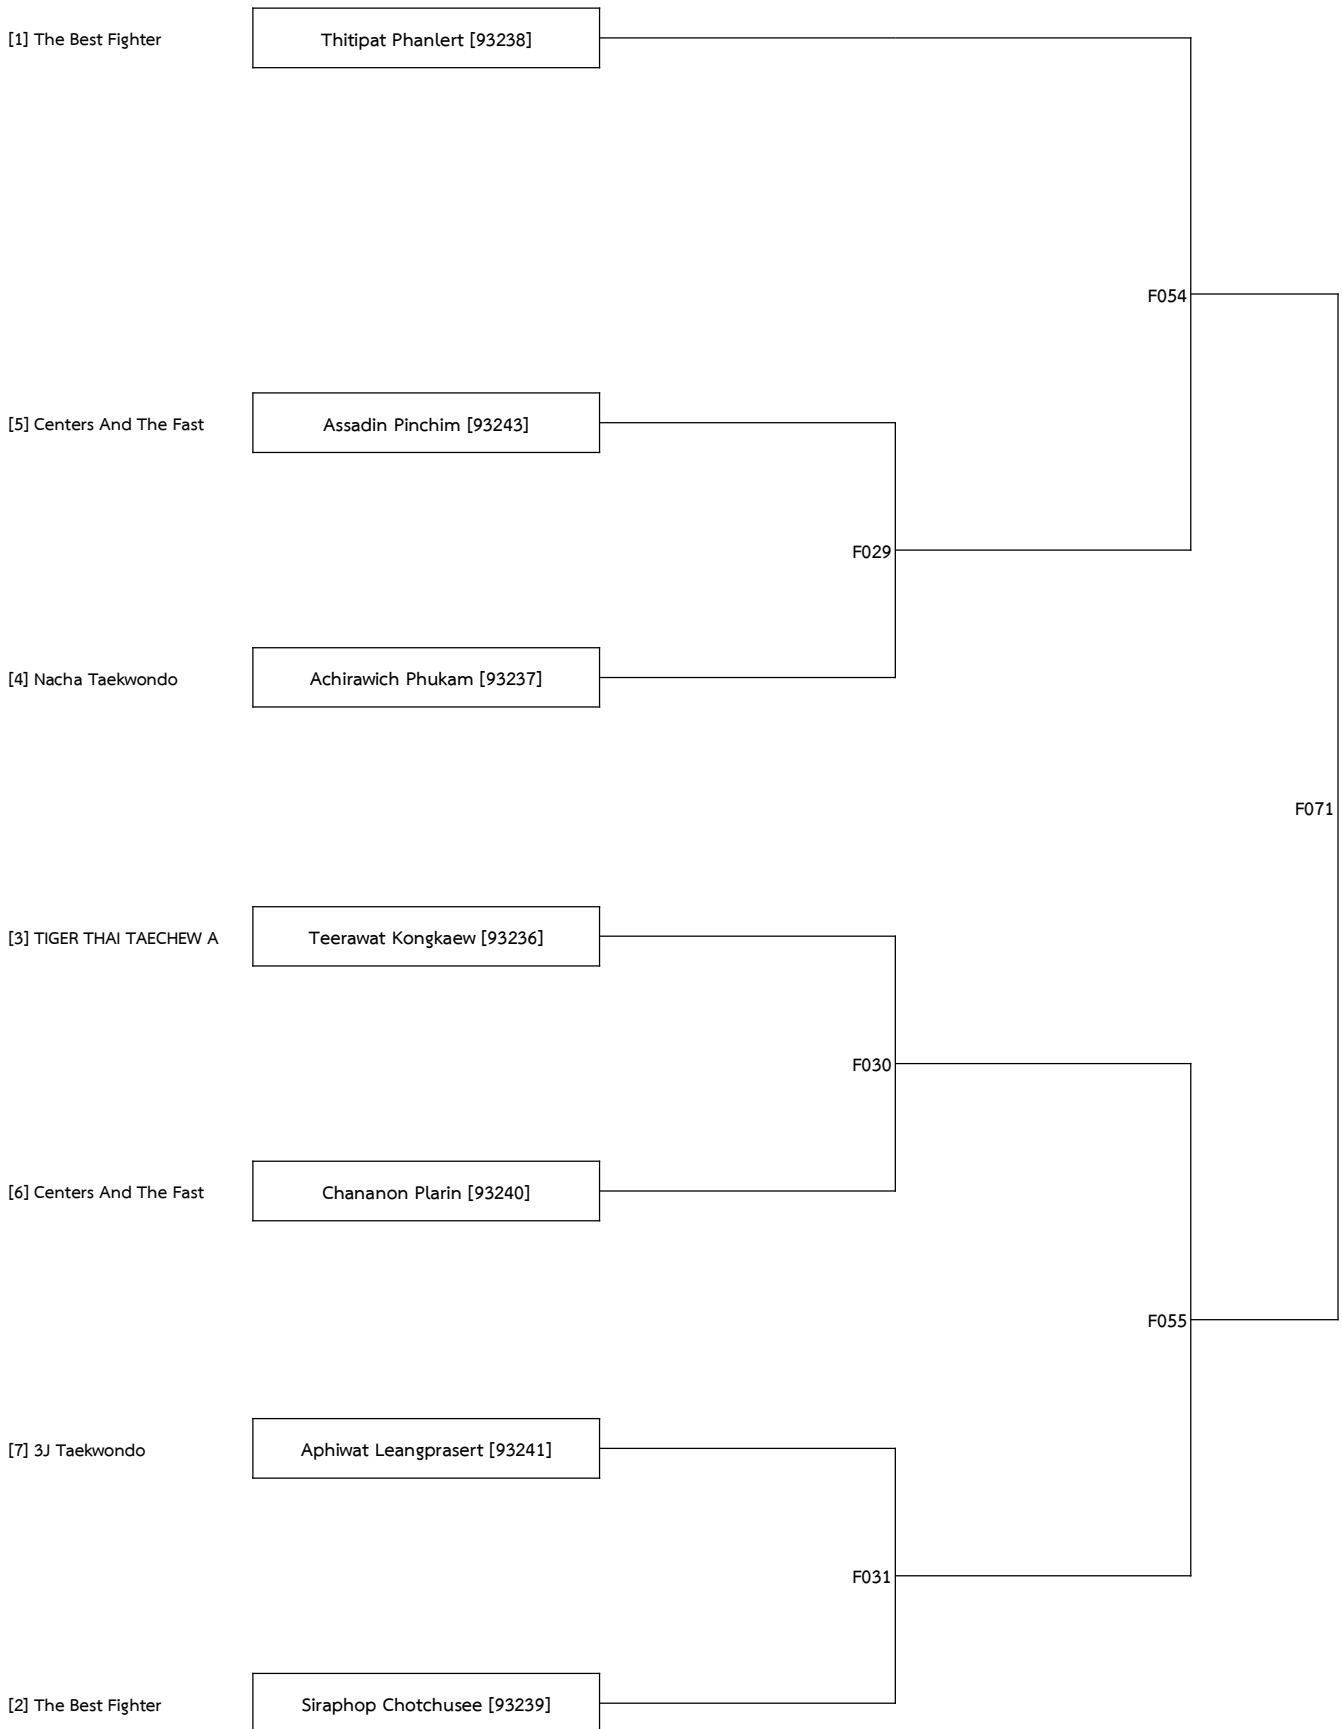 [1] The Best Fighter
Thitipat Phanlert [93238]
F054
[5] Centers And The Fast
Assadin Pinchim [93243]
F029
[4] Nacha Taekwondo
Achirawich Phukam [93237]
F071
[3] TIGER THAI TAECHEW A
Teerawat Kongkaew [93236]
F030
[6] Centers And The Fast
Chananon Plarin [93240]
F055
[7] 3J Taekwondo
Aphiwat Leangprasert [93241]
F031
[2] The Best Fighter
Siraphop Chotchusee [93239]